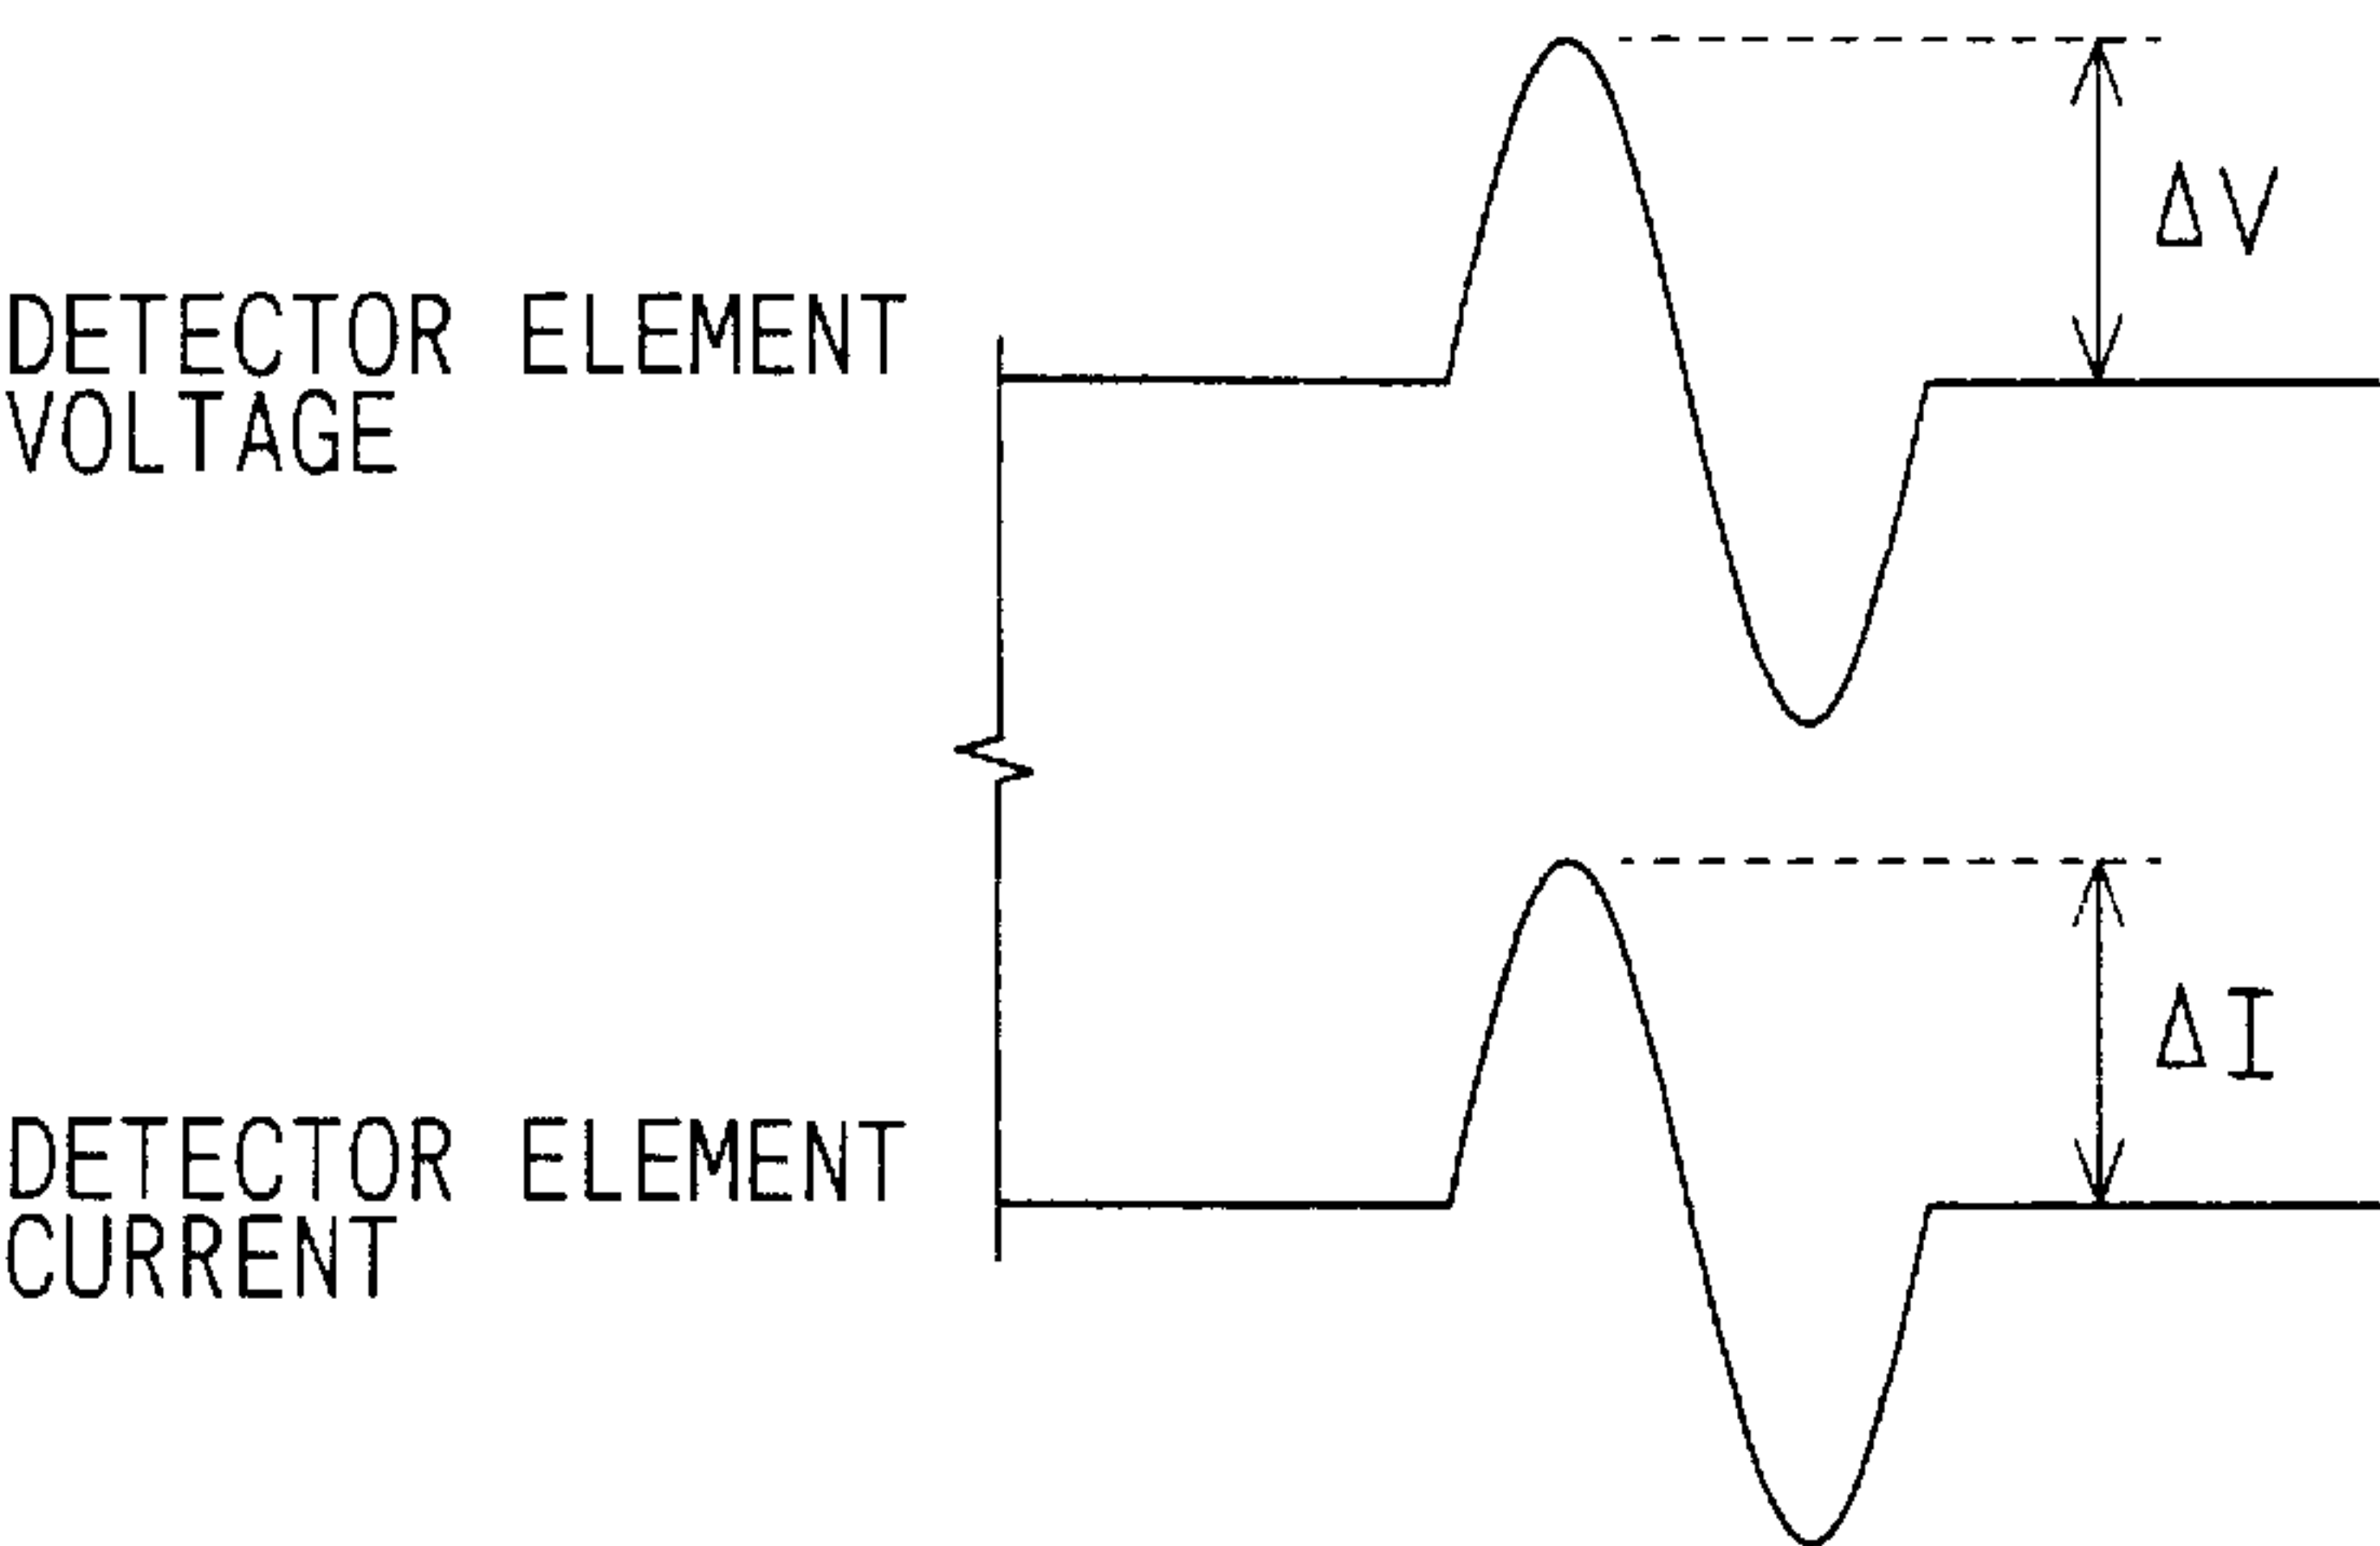 DETECTOR ELEMENT
VOLTAGE
ΔV
DETECTOR ELEMENT
CURRENT
ΔI